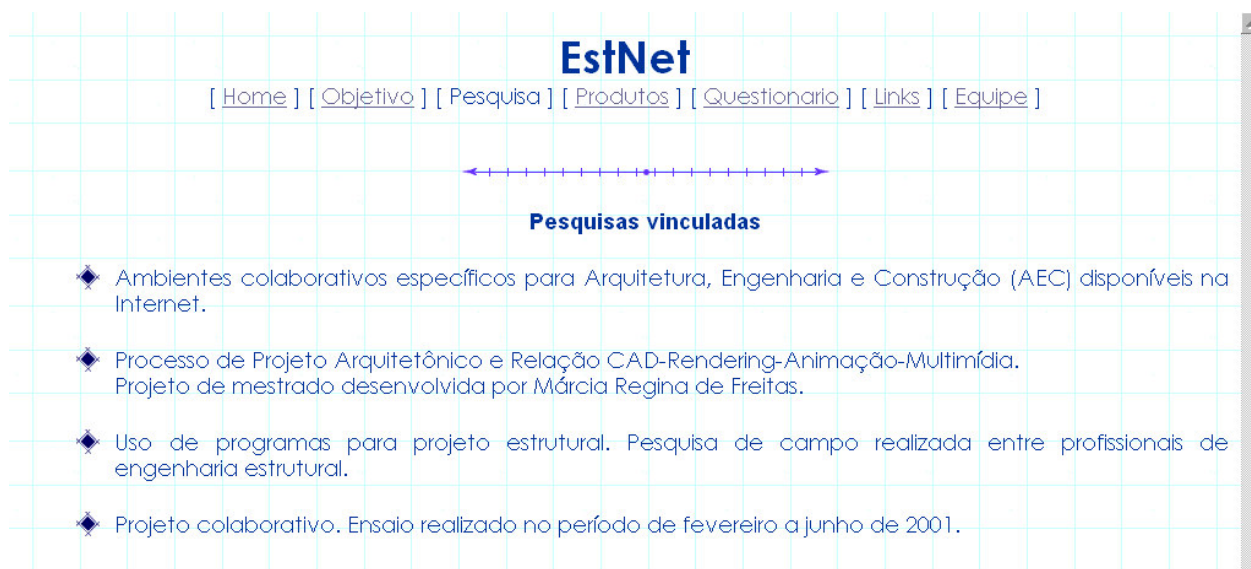 EstNet
[ Home ] [ Objetivo ] [ Pesquisa ] [ Produtos ] [ Questionario ] [ Links ] [ Equipe ]
Pesquisas vinculadas
Ambientes colaborativos específicos para Arquitetura, Engenharia e Construção (AEC) disponíveis na
Internet.
Processo de Projeto Arquitetônico e Relação CAD-Rendering-Animação-Multimídia.
Projeto de mestrado desenvolvida por Márcia Regina de Freitas.
Uso de programas para projeto estrutural. Pesquisa de campo realizada entre profissionais de
engenharia estrutural.
Projeto colaborativo. Ensaio realizado no período de fevereiro a junho de 2001.